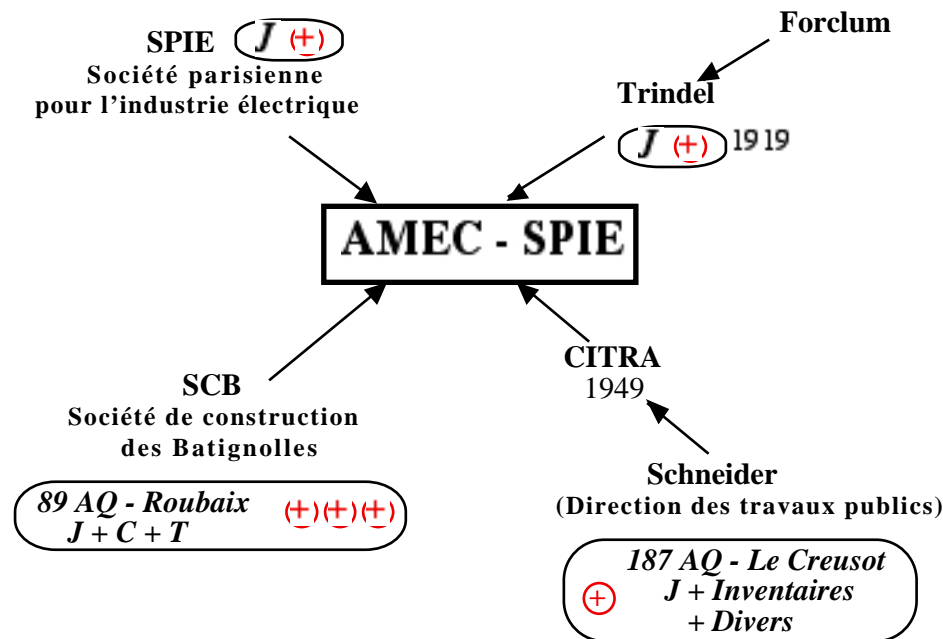 Forclum
SPIE J (+)
Société parisienne
pour l'industrie électrique
Trindel
J (+) 1919
AMEC - SPIE
CITRA
1949
SCB
Société de construction
des Batignolles
89 AQ - Roubaix (+)(+)(+)
J + C + T
Schneider
(Direction des travaux publics)
187 AQ - Le Creusot
+ J + Inventaires
+ Divers